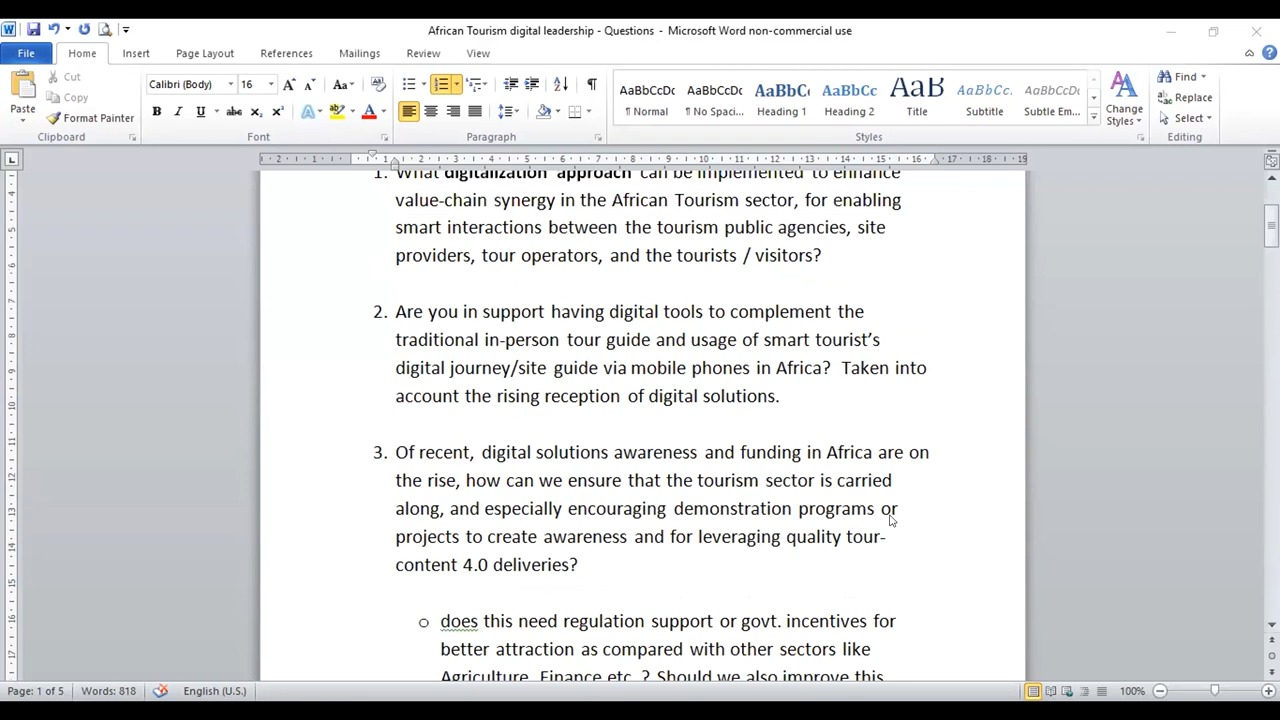 African Tourism digital leadership - Questions - Microsoft Word non-commercial use
File Home Insert Page Layout References Mailings Review View
Paste
Cut
Copy
Format Painter
Clipboard
Calibri (Body) 16
Font
Paragraph
AaBbCcDc AaBbCcDc AaBbCc AaBbCc AaB AaBbCc. AaBbCcDc
¶ Normal ¶ No Spaci... Heading 1 Heading 2 Title Subtitle Subtle Em...
Styles
Change Styles
Find
Replace
Select
Editing
1. What digitalization approach can be implemented to enhance
value-chain synergy in the African Tourism sector, for enabling
smart interactions between the tourism public agencies, site
providers, tour operators, and the tourists / visitors?
2. Are you in support having digital tools to complement the
traditional in-person tour guide and usage of smart tourist’s
digital journey/site guide via mobile phones in Africa? Taken into
account the rising reception of digital solutions.
3. Of recent, digital solutions awareness and funding in Africa are on
the rise, how can we ensure that the tourism sector is carried
along, and especially encouraging demonstration programs or
projects to create awareness and for leveraging quality tour-
content 4.0 deliveries?
o does this need regulation support or govt. incentives for
better attraction as compared with other sectors like
Agriculture, Finance etc. ? Should we also improve this
Page: 1 of 5 Words: 818 English (U.S.) 100%